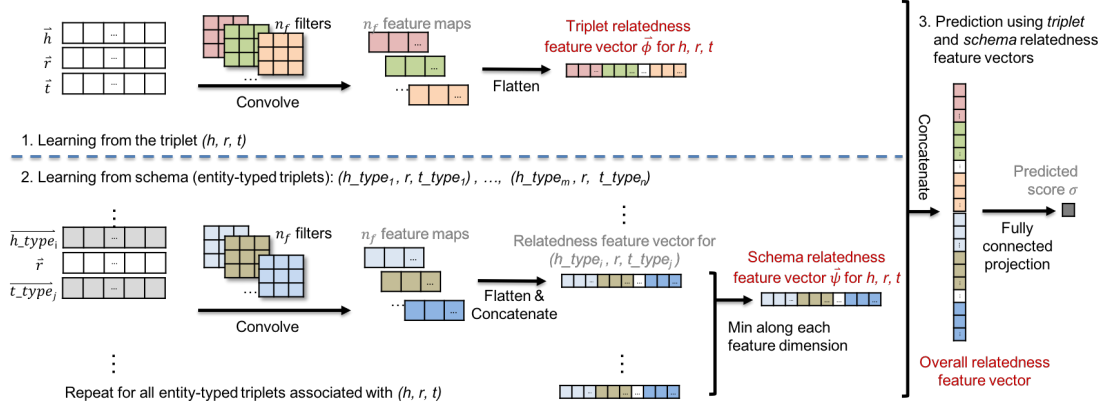 h
r
t
n_f filters
...
Convolve
n_f feature maps
...
Flatten
Triplet relatedness
feature vector ϕ for h, r, t
1. Learning from the triplet (h, r, t)
2. Learning from schema (entity-typed triplets): (h_type₁, r, t_type₁), …, (h_typeₘ, r, t_typeₙ)
h_typeᵢ
r
t_typeⱼ
n_f filters
...
Convolve
n_f feature maps
...
Flatten &
Concatenate
Relatedness feature vector for
(h_typeᵢ, r, t_typeⱼ)
Min along each
feature dimension
Schema relatedness
feature vector ψ for h, r, t
Repeat for all entity-typed triplets associated with (h, r, t)
3. Prediction using triplet
and schema relatedness
feature vectors
Concatenate
Predicted
score σ
Fully
connected
projection
Overall relatedness
feature vector